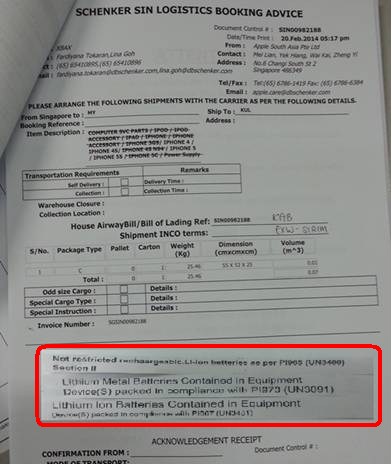 SCHENKER SIN LOGISTICS BOOKING ADVICE
Document Control # : SIN00982188
Date/Time Print : 20.Feb.2014 05:17 pm
: KBAX
From : Apple South Asia Pte Ltd
: Fardiyana Tokaran,Lina Goh
Contact : Mei Lian, Yek Hiang, Wai Kai, Zheng Yi
: (65) 65410895,(65) 65410896
Address : No.6 Changi South St 2
Singapore 486349
: fardiyana.tokaran@dbschenker.com, lina.goh@dbschenker.com
Tel/Fax : Tel:(65) 6786-1419 Fax: (65) 6786-6384
Email : apple.care@dbschenker.com
PLEASE ARRANGE THE FOLLOWING SHIPMENTS WITH THE CARRIER AS PER THE FOLLOWING DETAILS.
From Singapore to : MY
Ship To : KUL
Booking Reference :
Address :
Item Description : COMPUTER SVC PARTS / IPOD / IPOD
ACCESSORY / IPAD / IPHONE / IPHONE
ACCESSORY / IPHONE 3GS / IPHONE 4 /
IPHONE 4S / IPHONE 4S N94 / IPHONE 5
/ IPHONE 5S / IPHONE 5C / Power Supply
Transportation Requirements Remarks
Self Delivery : Delivery Time :
Collection : Collection Time :
Warehouse Closure :
Collection Location :
House AirwayBill/Bill of Lading Ref: SIN00982188
Shipment INCO terms:
S/No. Package Type Pallet Carton Weight (Kg) Dimension (cmxcmxcm) Volume (m^3)
1 C 0 1 25.46 55 X 53 X 25 0.07
Total : 0 1 25.46 0.07
Odd size Cargo : Details :
Special Cargo Type : Details :
Special Instruction : Details :
Invoice Number : SGSIN00982188
Not restricted rechargeable.Li-Ion batteries as per PI965 (UN3480)
Section II
Lithium Metal Batteries Contained in Equipment
Device(S) packed in compliance with PI970 (UN3091)
Lithium Ion Batteries Contained in Equipment
Device(S) packed in compliance with PI967 (UN3481)
ACKNOWLEDGEMENT RECEIPT
Document Control # :
CONFIRMATION FROM :
MODE OF TRANSPORT